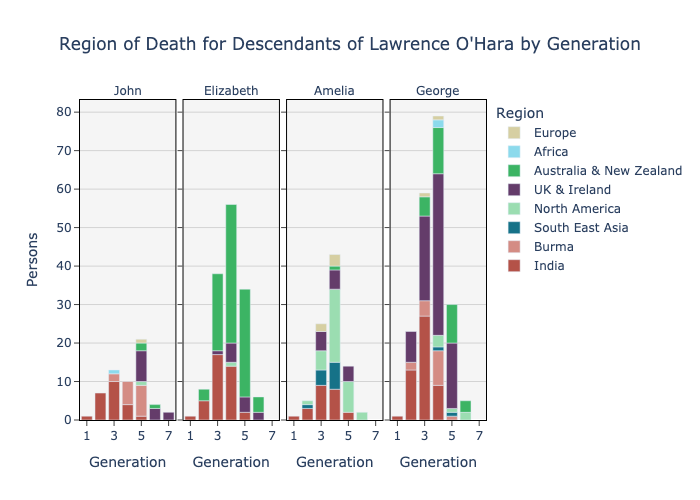 Region of Death for Descendants of Lawrence O'Hara by Generation
John Elizabeth Amelia George
Region
Europe
Africa
Australia & New Zealand
UK & Ireland
North America
South East Asia
Burma
India
Persons
80
70
60
50
40
30
20
10
0
1 3 5 7 1 3 5 7 1 3 5 7 1 3 5 7
Generation Generation Generation Generation